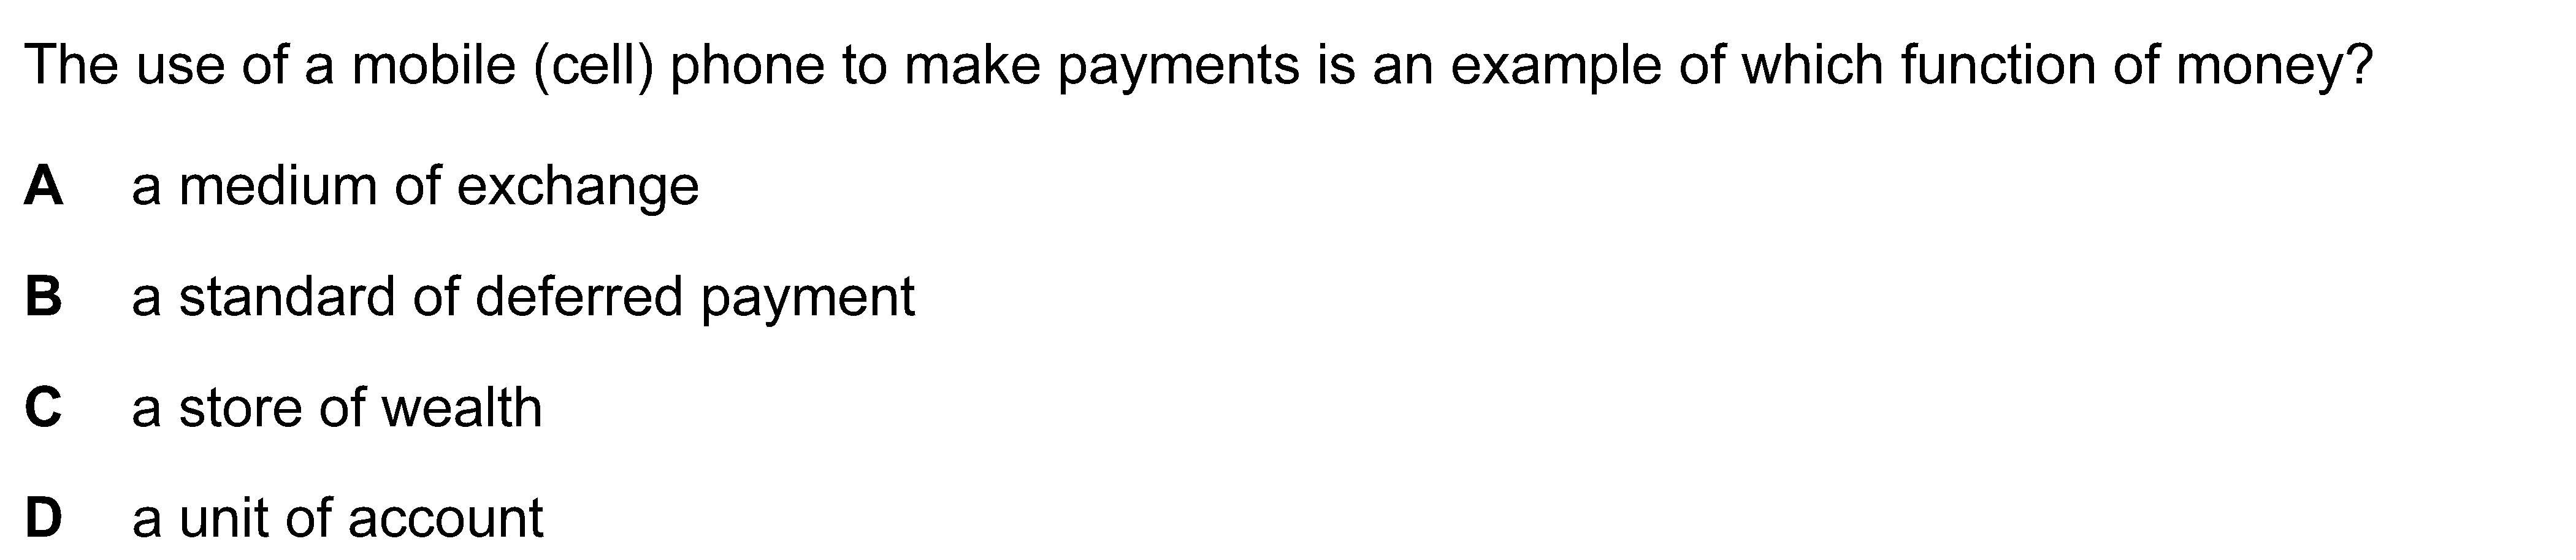 The use of a mobile (cell) phone to make payments is an example of which function of money?
A a medium of exchange
B a standard of deferred payment
C a store of wealth
D a unit of account